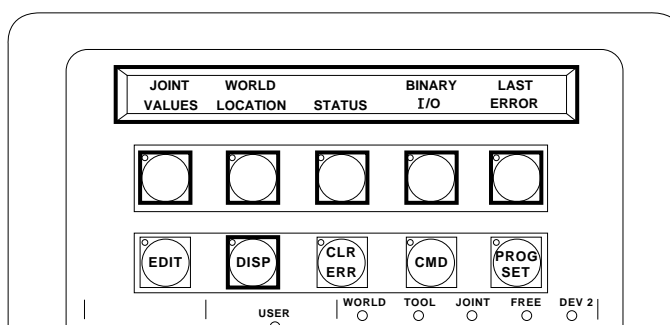 JOINT WORLD BINARY LAST
VALUES LOCATION STATUS I/O ERROR
EDIT DISP CLR ERR CMD PROG SET
USER WORLD TOOL JOINT FREE DEV 2